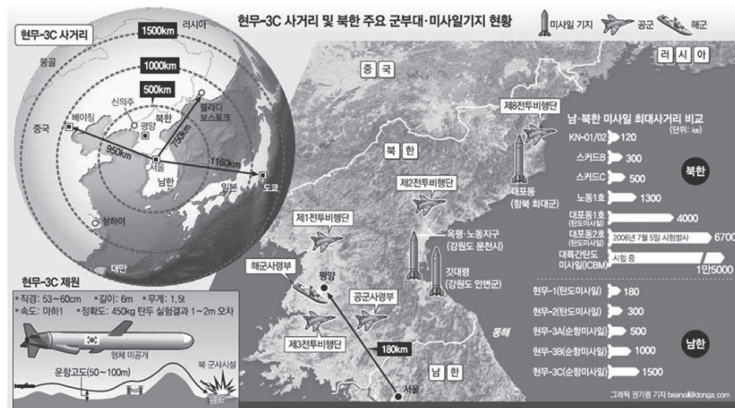 현무-3C 사거리 및 북한 주요 군부대·미사일기지 현황
미사일 기지
공군
해군
현무-3C 사거리
1500km
1000km
500km
러시아
몽골
중국
베이징
신의주
북한
평양
블라디
보스토크
750km
950km
서울
1160km
남한
일본
도쿄
상하이
대만
현무-3C 제원
•직경: 53~60cm •길이: 6m •무게: 1.5t
•속도: 마하1 •정확도: 450kg 탄두 실험결과 1~2m 오차
형체 미공개
운항고도(50~100m)
북 군사시설
중국
러시아
북한
제8전투비행단
대포동
(함북 화대군)
제2전투비행단
제1전투비행단
옥평·노동지구
(강원도 문천시)
깃대령
(강원도 안변군)
해군사령부
평양
공군사령부
제3전투비행단
180km
동해
남한
서울
남·북한 미사일 최대사거리 비교
(단위: ㎞)
KN-01/02 120
스커드B 300
스커드C 500
노동1호 1300
북한
대포동1호
(탄도미사일) 4000
대포동2호
(탄도미사일) 2006년 7월 5일 시험발사 6700
대륙간탄도
미사일(ICBM) 시험 중 1만5000
현무-1(탄도미사일) 180
현무-2(탄도미사일) 300
현무-3A(순항미사일) 500
현무-3B(순항미사일) 1000
현무-3C(순항미사일) 1500
남한
그래픽 권기령 기자 beanoil@donga.com